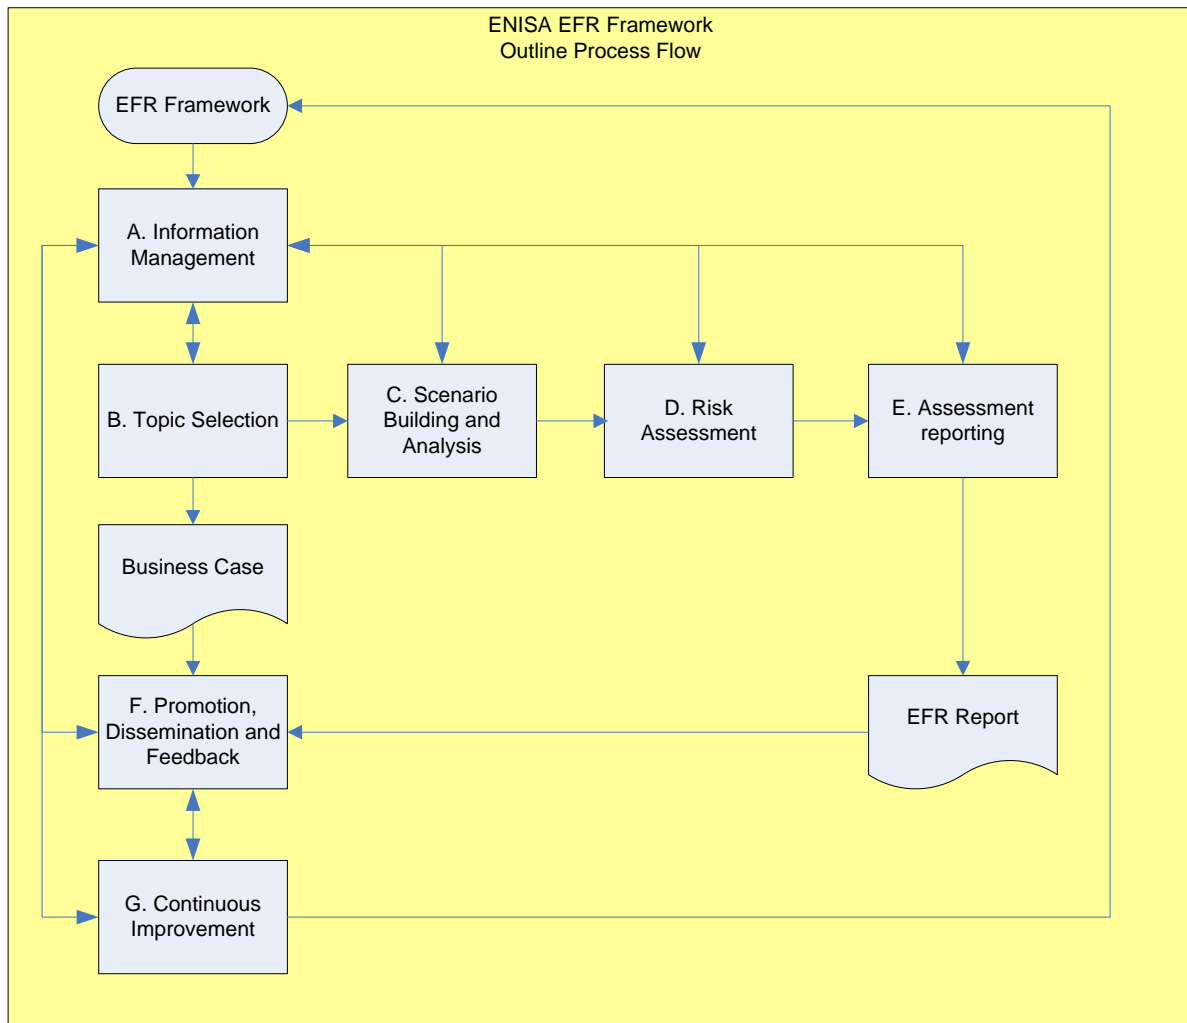 ENISA EFR Framework
Outline Process Flow
EFR Framework
A. Information
Management
B. Topic Selection
C. Scenario
Building and
Analysis
D. Risk
Assessment
E. Assessment
reporting
Business Case
F. Promotion,
Dissemination and
Feedback
EFR Report
G. Continuous
Improvement